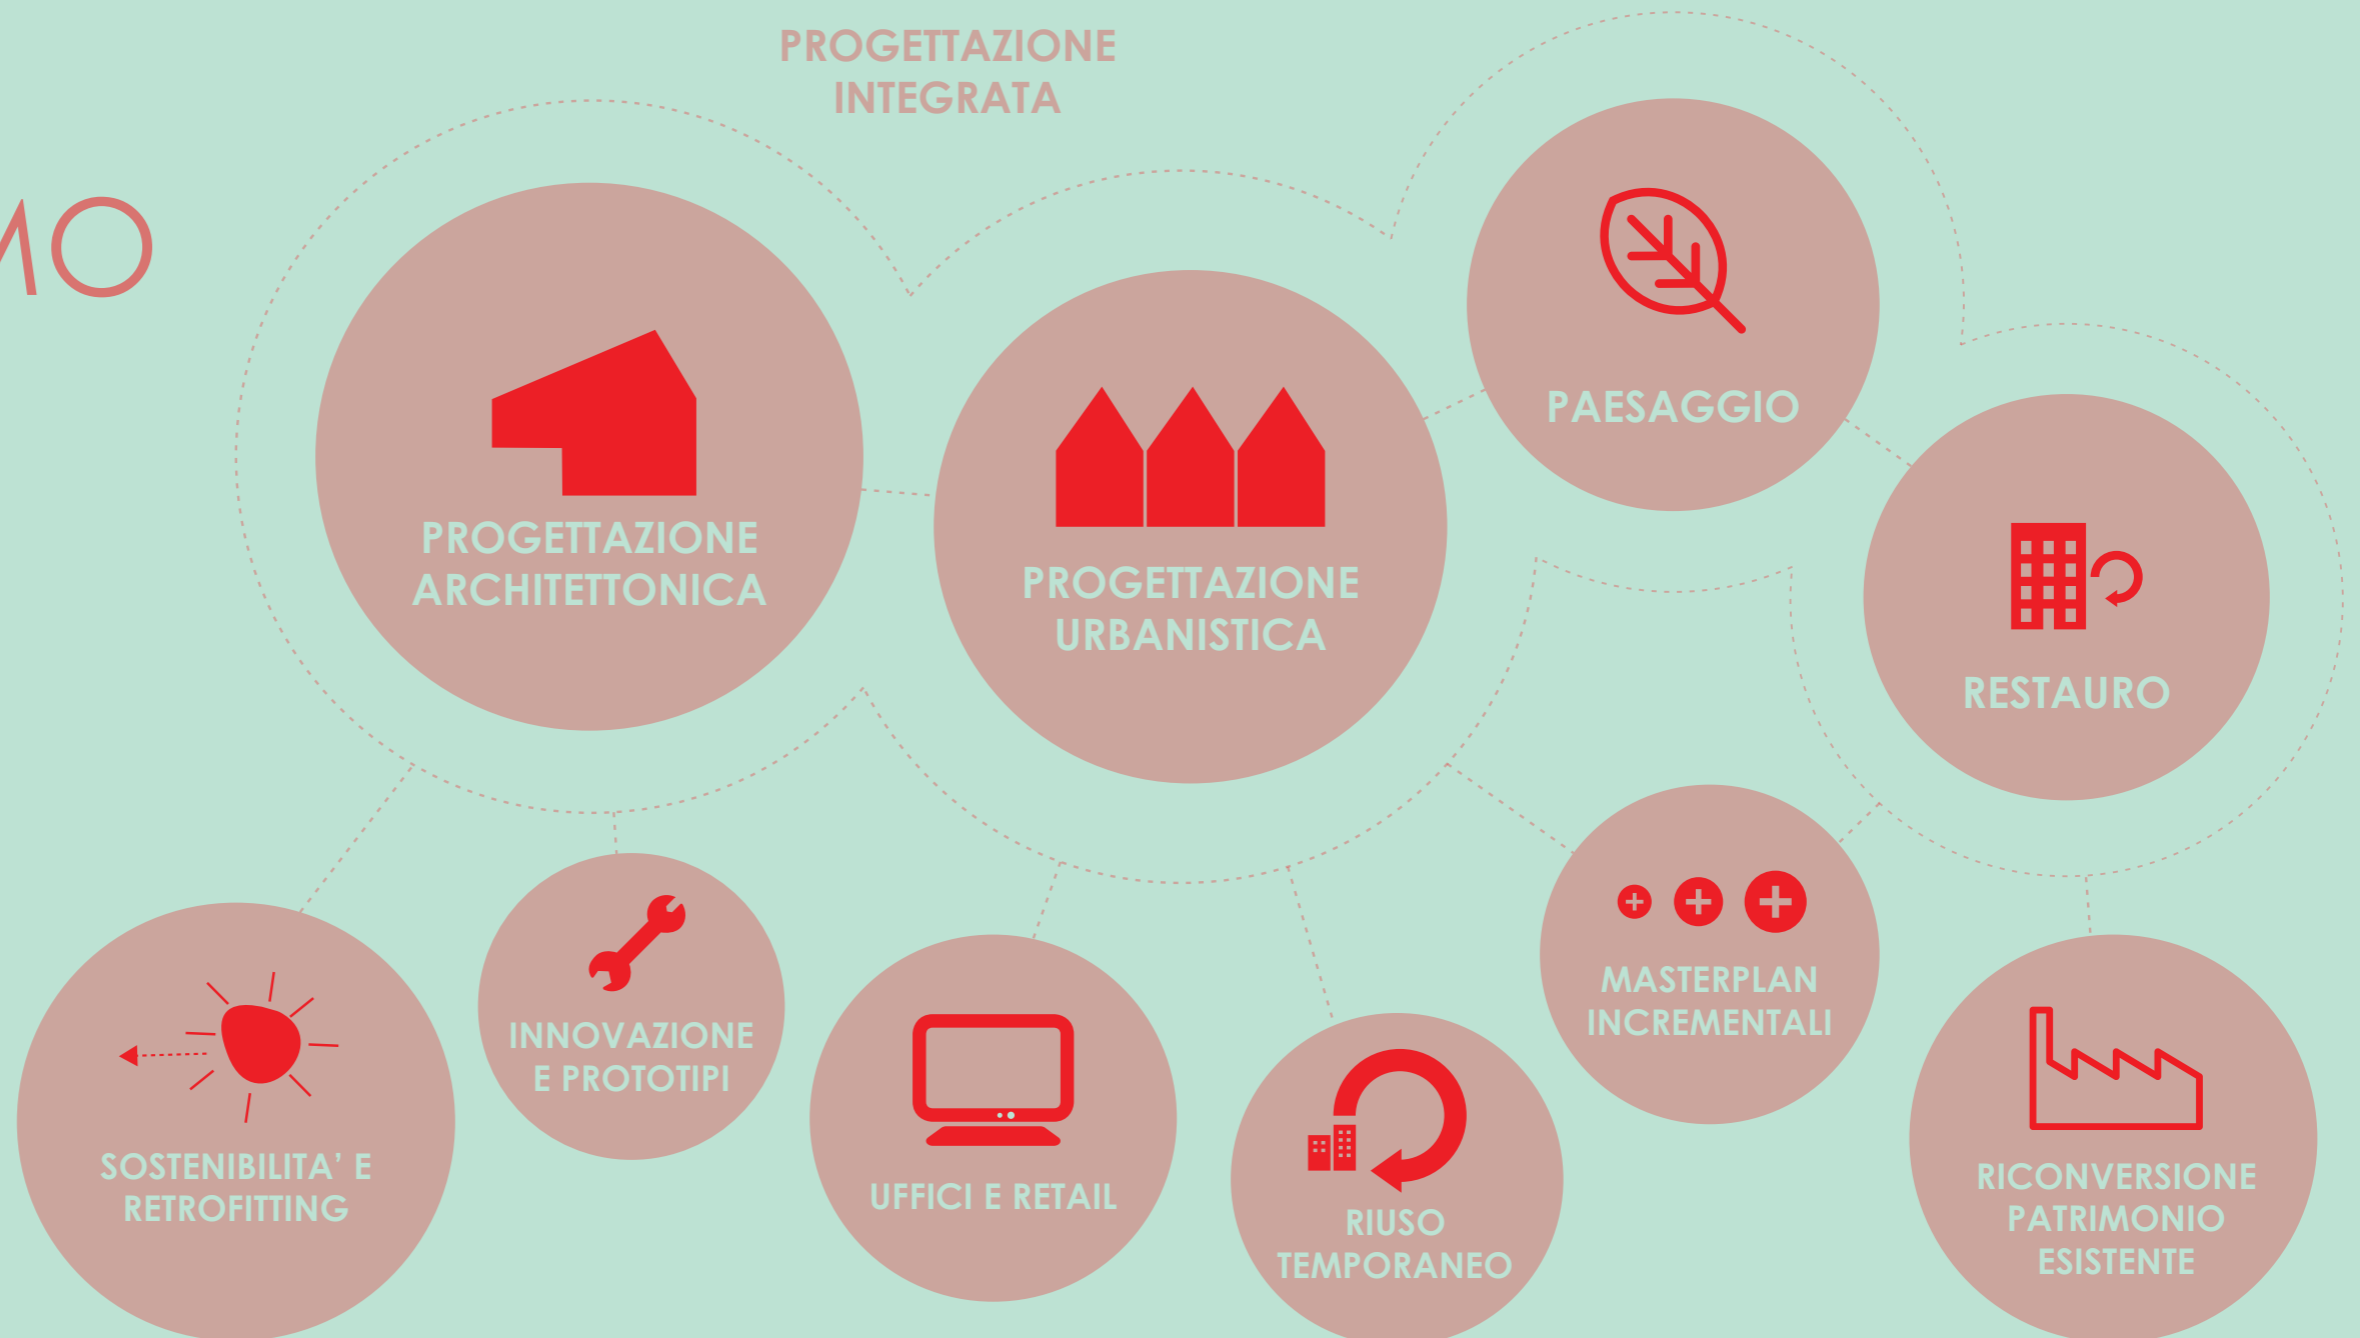 PROGETTAZIONE
INTEGRATA
MO
PROGETTAZIONE
ARCHITETTONICA
PROGETTAZIONE
URBANISTICA
PAESAGGIO
RESTAURO
SOSTENIBILITA’ E
RETROFITTING
INNOVAZIONE
E PROTOTIPI
UFFICI E RETAIL
RIUSO
TEMPORANEO
MASTERPLAN
INCREMENTALI
RICONVERSIONE
PATRIMONIO
ESISTENTE